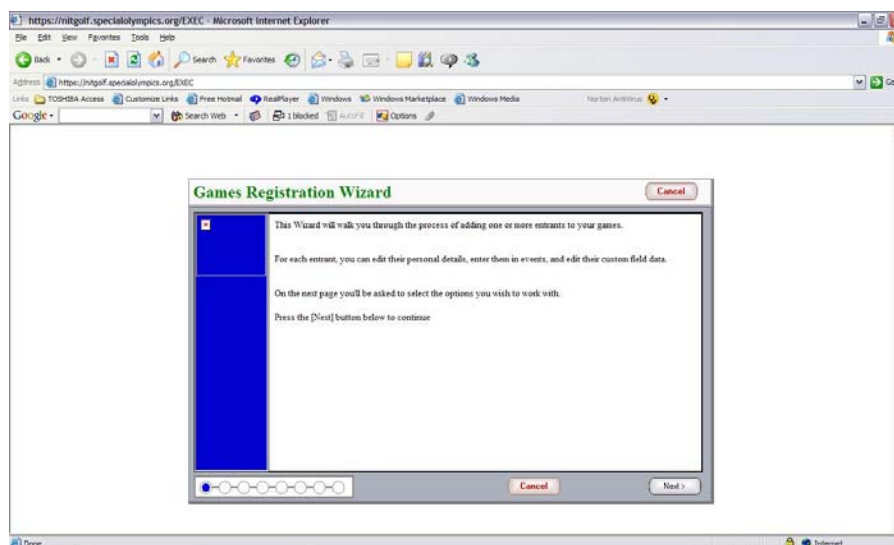 https://nitgolf.specialolympics.org/EXEC - Microsoft Internet Explorer
File Edit View Favorites Tools Help
Back Search Favorites
Address https://nitgolf.specialolympics.org/EXEC Go
Links TOSHIBA Access Customize Links Free Hotmail RealPlayer Windows Windows Marketplace Windows Media Norton AntiVirus
Google Search Web 1 blocked AutoFill Options
Games Registration Wizard Cancel
This Wizard will walk you through the process of adding one or more entrants to your games.
For each entrant, you can edit their personal details, enter them in events, and edit their custom field data.
On the next page you'll be asked to select the options you wish to work with.
Press the [Next] button below to continue
Cancel Next >
Done Internet